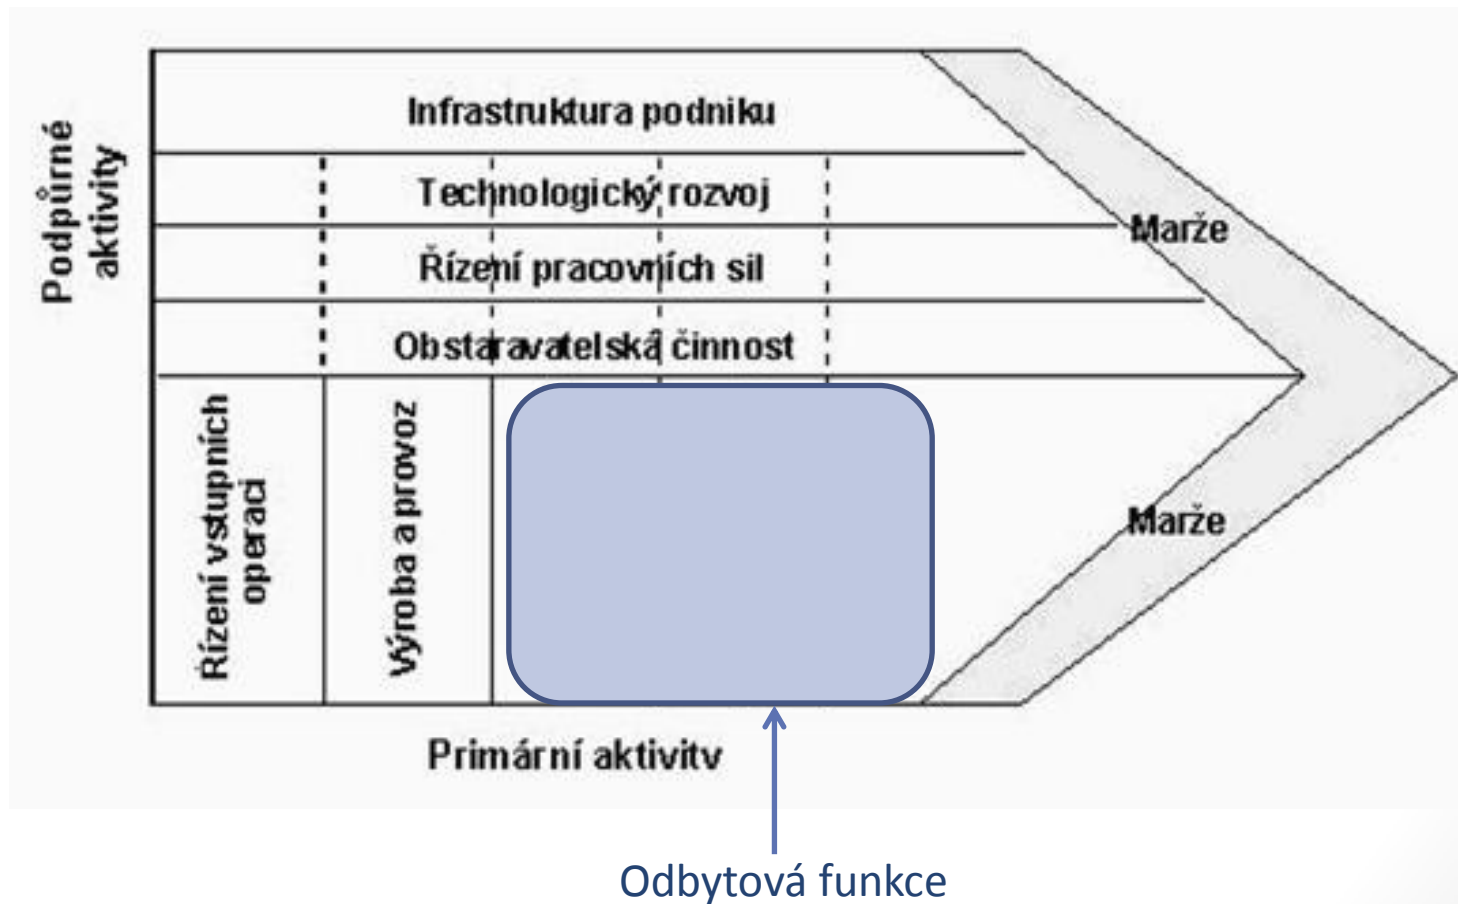 Podpůrné
aktivity
Infrastruktura podniku
Technologický rozvoj
Řízení pracovních sil
Obstaravatelská činnost
Marže
Řízení vstupních
operací
Výroba a provoz
Marže
Primární aktivity
Odbytová funkce